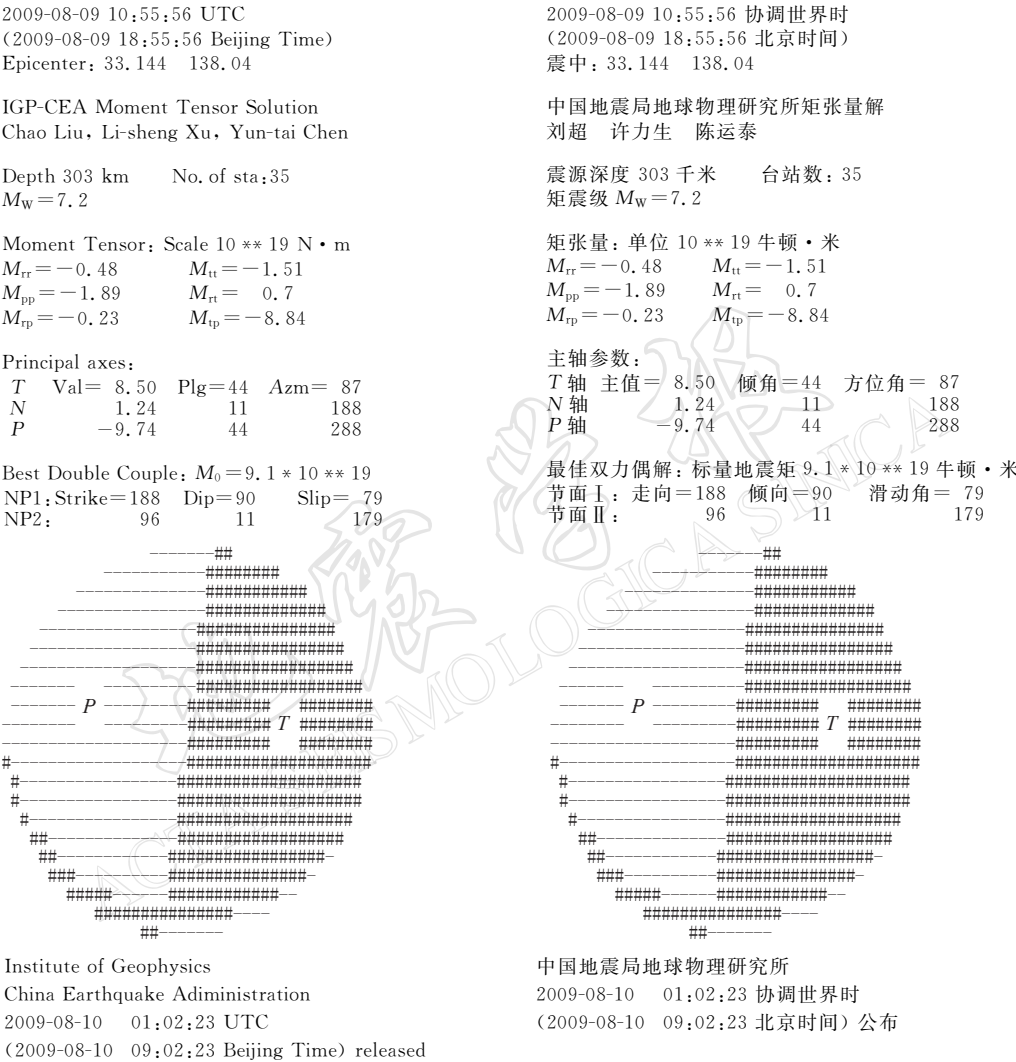 2009-08-09 10:55:56 UTC
(2009-08-09 18:55:56 Beijing Time)
Epicenter: 33.144 138.04
IGP-CEA Moment Tensor Solution
Chao Liu, Li-sheng Xu, Yun-tai Chen
Depth 303 km No. of sta:35
MW=7.2
Moment Tensor: Scale 10 ** 19 N·m
Mrr=−0.48 Mtt=−1.51
Mpp=−1.89 Mrt= 0.7
Mrp=−0.23 Mtp=−8.84
Principal axes:
T Val= 8.50 Plg=44 Azm= 87
N 1.24 11 188
P −9.74 44 288
Best Double Couple: M0=9.1 * 10 ** 19
NP1:Strike=188 Dip=90 Slip= 79
NP2: 96 11 179
P
T
Institute of Geophysics
China Earthquake Adiministration
2009-08-10 01:02:23 UTC
(2009-08-10 09:02:23 Beijing Time) released
2009-08-09 10:55:56 协调世界时
(2009-08-09 18:55:56 北京时间)
震中: 33.144 138.04
中国地震局地球物理研究所矩张量解
刘超 许力生 陈运泰
震源深度 303 千米 台站数: 35
矩震级 MW=7.2
矩张量: 单位 10 ** 19 牛顿·米
Mrr=−0.48 Mtt=−1.51
Mpp=−1.89 Mrt= 0.7
Mrp=−0.23 Mtp=−8.84
主轴参数:
T 轴 主值= 8.50 倾角=44 方位角= 87
N 轴 1.24 11 188
P 轴 −9.74 44 288
最佳双力偶解: 标量地震矩 9.1 * 10 ** 19 牛顿·米
节面Ⅰ: 走向=188 倾向=90 滑动角= 79
节面Ⅱ: 96 11 179
P
T
中国地震局地球物理研究所
2009-08-10 01:02:23 协调世界时
(2009-08-10 09:02:23 北京时间) 公布
地震学报
ACTA SEISMOLOGICA SINICA